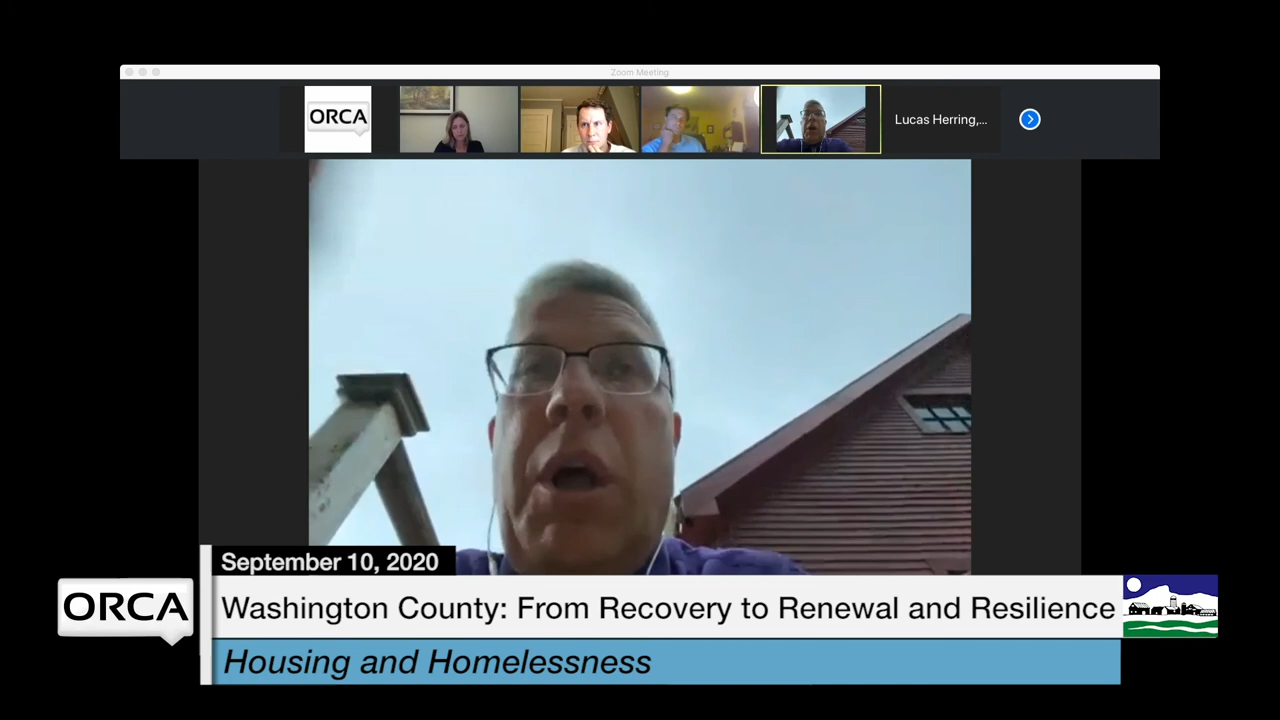 Zoom Meeting
ORCA
Lucas Herring,...
September 10, 2020
ORCA
Washington County: From Recovery to Renewal and Resilience
Housing and Homelessness